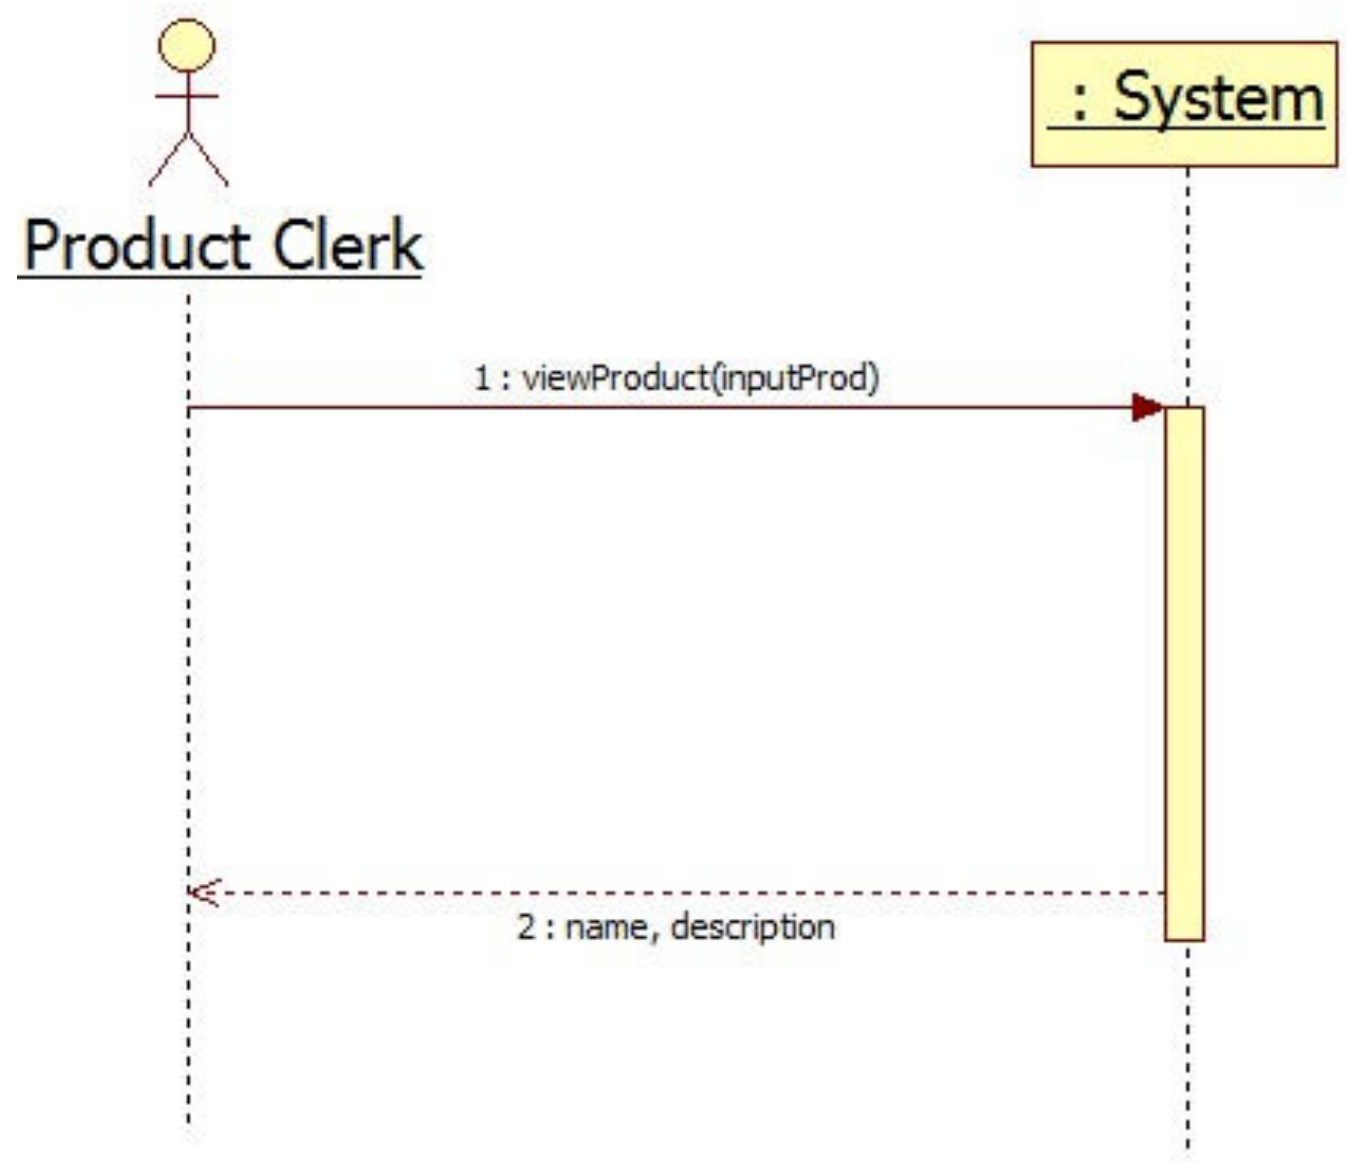 : System
Product Clerk
1 : viewProduct(inputProd)
2 : name, description